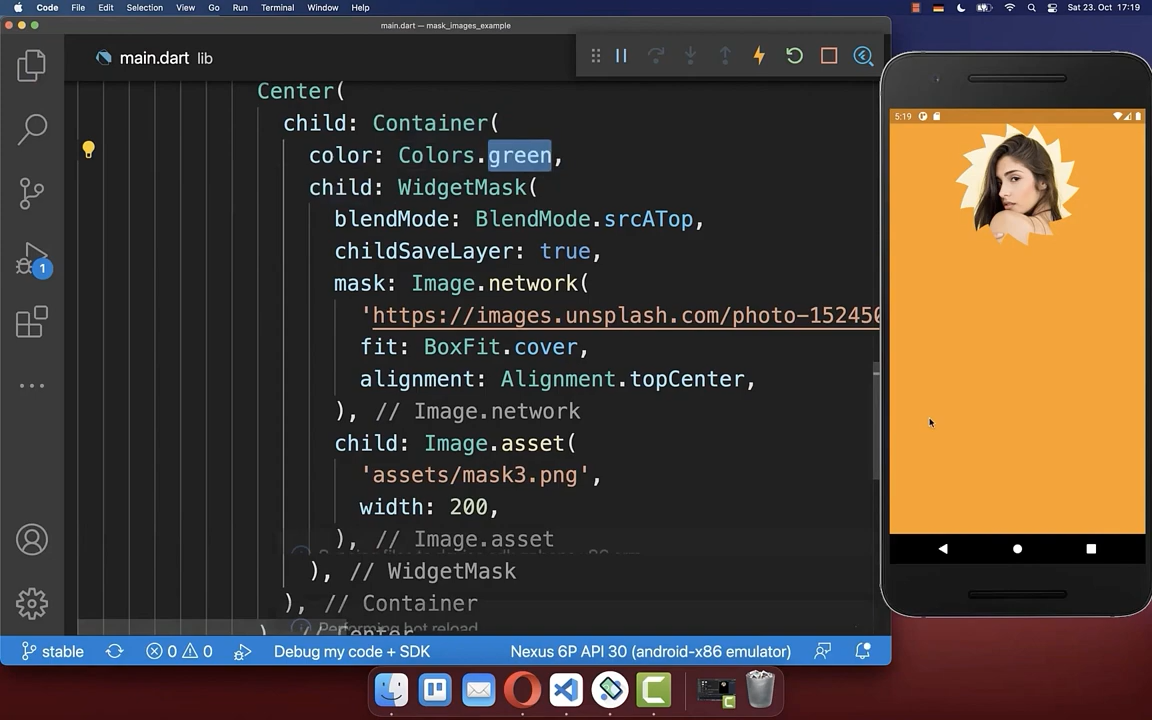 Code File Edit Selection View Go Run Terminal Window Help Sat 23. Oct 17:19
main.dart — mask_images_example
main.dart lib
Center(
child: Container(
color: Colors.green,
child: WidgetMask(
blendMode: BlendMode.srcATop,
childSaveLayer: true,
mask: Image.network(
'https://images.unsplash.com/photo-152450
fit: BoxFit.cover,
alignment: Alignment.topCenter,
), // Image.network
child: Image.asset(
'assets/mask3.png',
width: 200,
), // Image.asset
), // WidgetMask
), // Container
Performing hot reload
), // Center
1
stable 0 0 Debug my code + SDK Nexus 6P API 30 (android-x86 emulator)
5:19